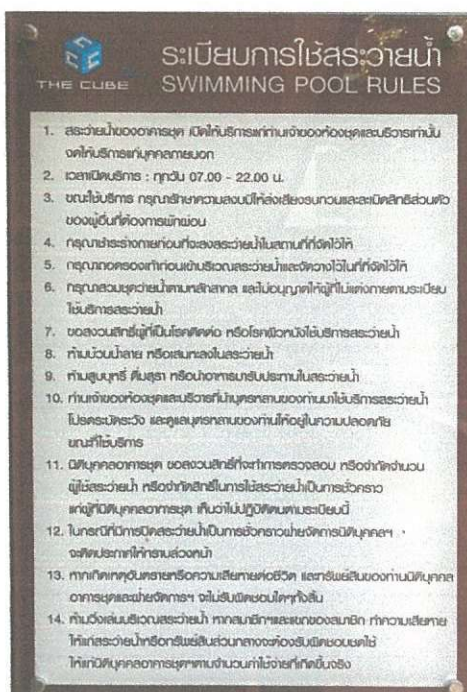 THE CUBE
ระเบียบการใช้สระว่ายน้ำ
SWIMMING POOL RULES
1. สระว่ายน้ำของอาคารชุด เปิดให้บริการแก่ท่านเจ้าของห้องชุดและบริวารเท่านั้น
งดให้บริการแก่บุคคลภายนอก
2. เวลาเปิดบริการ : ทุกวัน 07.00 - 22.00 น.
3. ขณะใช้บริการ กรุณารักษาความสงบมิให้ส่งเสียงรบกวนและละเมิดสิทธิส่วนตัว
ของผู้อื่นที่ต้องการพักผ่อน
4. กรุณาชำระร่างกายก่อนที่จะลงสระว่ายน้ำในสถานที่ที่จัดไว้ให้
5. กรุณาถอดรองเท้าก่อนเข้าบริเวณสระว่ายน้ำและจัดวางไว้ในที่ที่จัดไว้ให้
6. กรุณาสวมชุดว่ายน้ำตามหลักสากล และไม่อนุญาตให้ผู้ที่ไม่แต่งกายตามระเบียบ
ใช้บริการสระว่ายน้ำ
7. ขอสงวนสิทธิ์ผู้ที่เป็นโรคติดต่อ หรือโรคผิวหนังใช้บริการสระว่ายน้ำ
8. ห้ามบ้วนน้ำลาย หรือเสมหะลงในสระว่ายน้ำ
9. ห้ามสูบบุหรี่ ดื่มสุรา หรือนำอาหารมารับประทานในสระว่ายน้ำ
10. ท่านเจ้าของห้องชุดและบริวารที่นำบุตรหลานของท่านมาใช้บริการสระว่ายน้ำ
โปรดระมัดระวัง และดูแลบุตรหลานของท่านให้อยู่ในความปลอดภัย
ขณะที่ใช้บริการ
11. นิติบุคคลอาคารชุด ขอสงวนสิทธิ์ที่จะทำการตรวจสอบ หรือจำกัดจำนวน
ผู้ใช้สระว่ายน้ำ หรือจำกัดสิทธิในการใช้สระว่ายน้ำเป็นการชั่วคราว
แก่ผู้ที่นิติบุคคลอาคารชุด เห็นว่าไม่ปฏิบัติตนตามระเบียบนี้
12. ในกรณีที่มีการปิดสระว่ายน้ำเป็นการชั่วคราวฝ่ายจัดการนิติบุคคลฯ
จะติดประกาศให้ทราบล่วงหน้า
13. หากเกิดเหตุอันตรายหรือความเสียหายต่อชีวิต และทรัพย์สินของท่านนิติบุคคล
อาคารชุดและฝ่ายจัดการฯ จะไม่รับผิดชอบใดๆทั้งสิ้น
14. ห้ามวิ่งเล่นบริเวณสระว่ายน้ำ หากสมาชิกฯและแขกของสมาชิก ทำความเสียหาย
ให้แก่สระว่ายน้ำหรือทรัพย์สินส่วนกลางจะต้องรับผิดชอบชดใช้
ให้แก่นิติบุคคลอาคารชุดฯตามจำนวนค่าใช้จ่ายที่เกิดขึ้นจริง